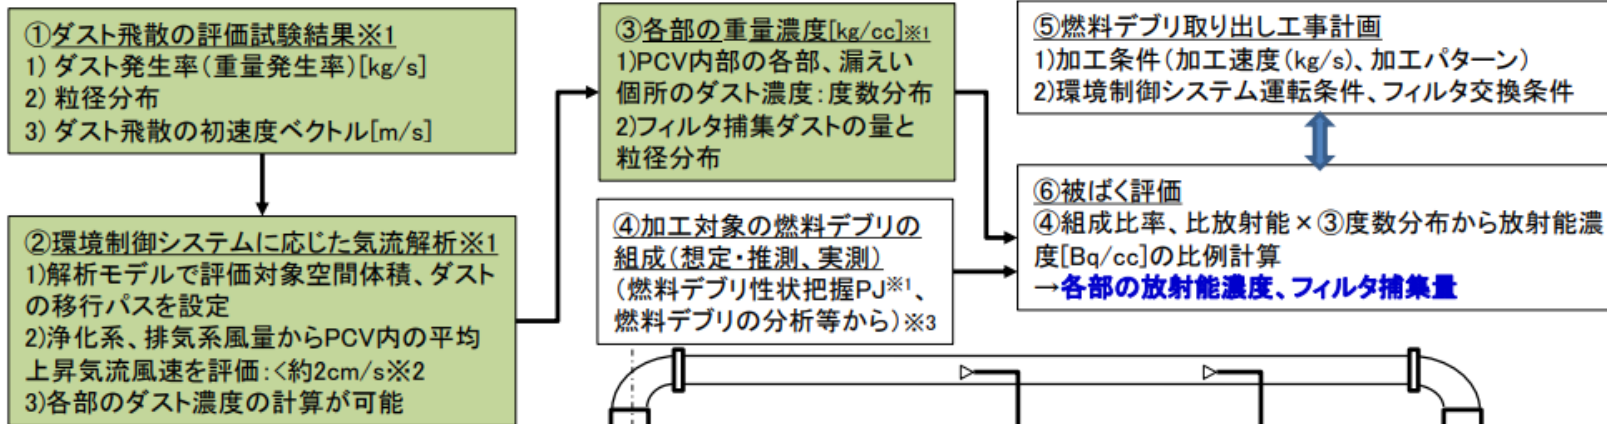 ①ダスト飛散の評価試験結果※1
1) ダスト発生率(重量発生率)[kg/s]
2) 粒径分布
3) ダスト飛散の初速度ベクトル[m/s]
②環境制御システムに応じた気流解析※1
1)解析モデルで評価対象空間体積、ダスト
の移行パスを設定
2)浄化系、排気系風量からPCV内の平均
上昇気流風速を評価:<約2cm/s※2
3)各部のダスト濃度の計算が可能
③各部の重量濃度[kg/cc]※1
1)PCV内部の各部、漏えい
個所のダスト濃度:度数分布
2)フィルタ捕集ダストの量と
粒径分布
④加工対象の燃料デブリの
組成(想定・推測、実測)
(燃料デブリ性状把握PJ※1、
燃料デブリの分析等から)※3
⑤燃料デブリ取り出し工事計画
1)加工条件(加工速度(kg/s)、加工パターン)
2)環境制御システム運転条件、フィルタ交換条件
⑥被ばく評価
④組成比率、比放射能×③度数分布から放射能濃
度[Bq/cc]の比例計算
→各部の放射能濃度、フィルタ捕集量